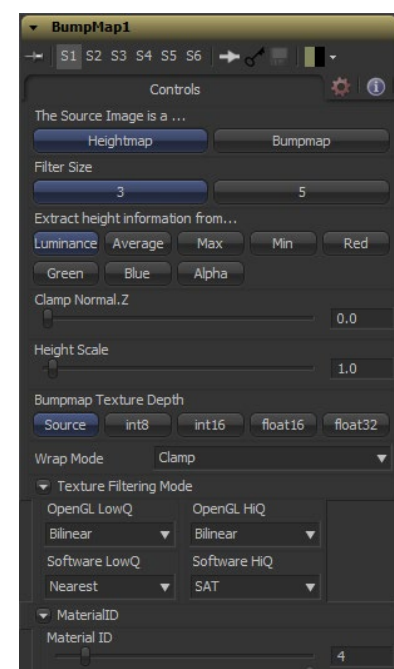 BumpMap1
S1 S2 S3 S4 S5 S6
Controls
The Source Image is a ...
Heightmap Bumpmap
Filter Size
3 5
Extract height information from...
Luminance Average Max Min Red
Green Blue Alpha
Clamp Normal.Z
0.0
Height Scale
1.0
Bumpmap Texture Depth
Source int8 int16 float16 float32
Wrap Mode Clamp
Texture Filtering Mode
OpenGL LowQ OpenGL HiQ
Bilinear Bilinear
Software LowQ Software HiQ
Nearest SAT
MaterialID
Material ID
4